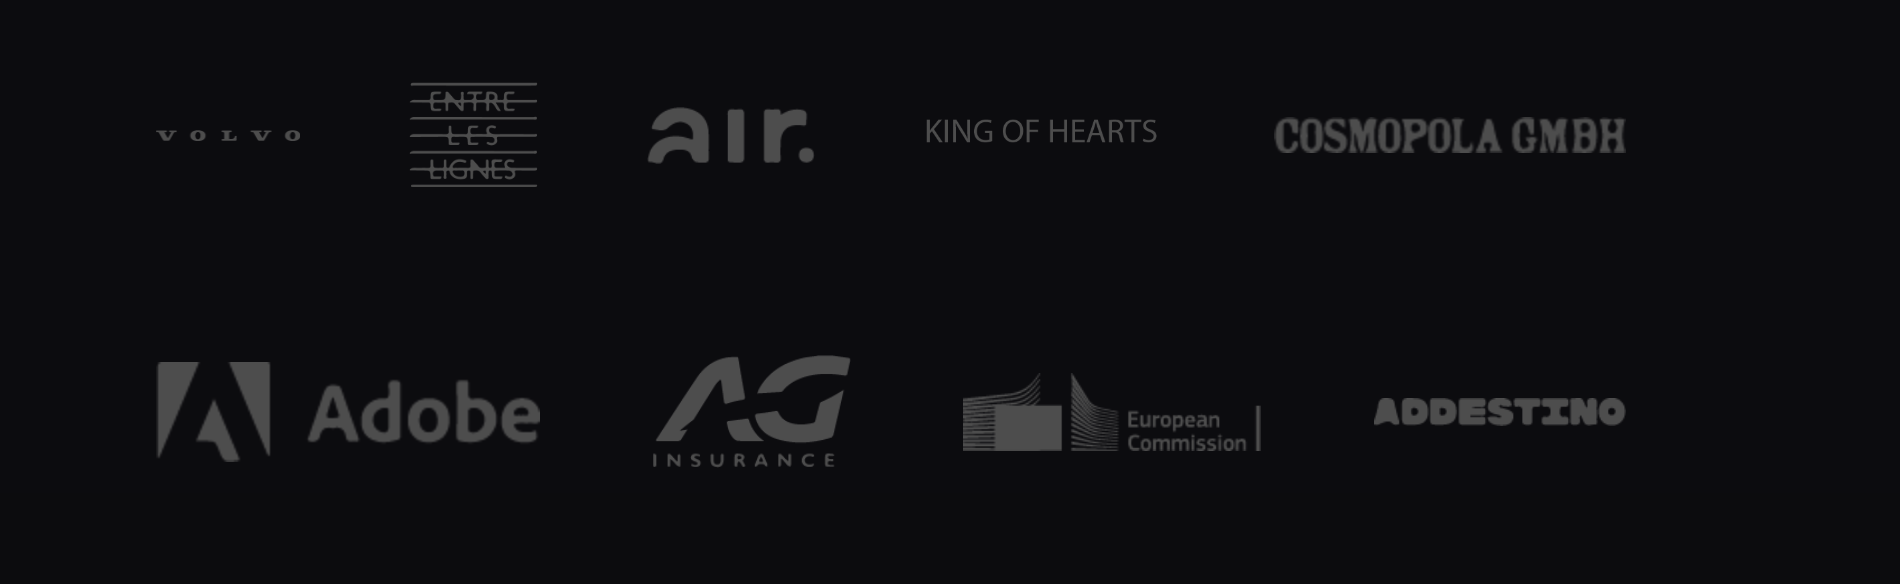 VOLVO
ENTRE
LES
LIGNES
air.
KING OF HEARTS
COSMOPOLA GMBH
Adobe
AG
INSURANCE
European
Commission
ADDESTINO